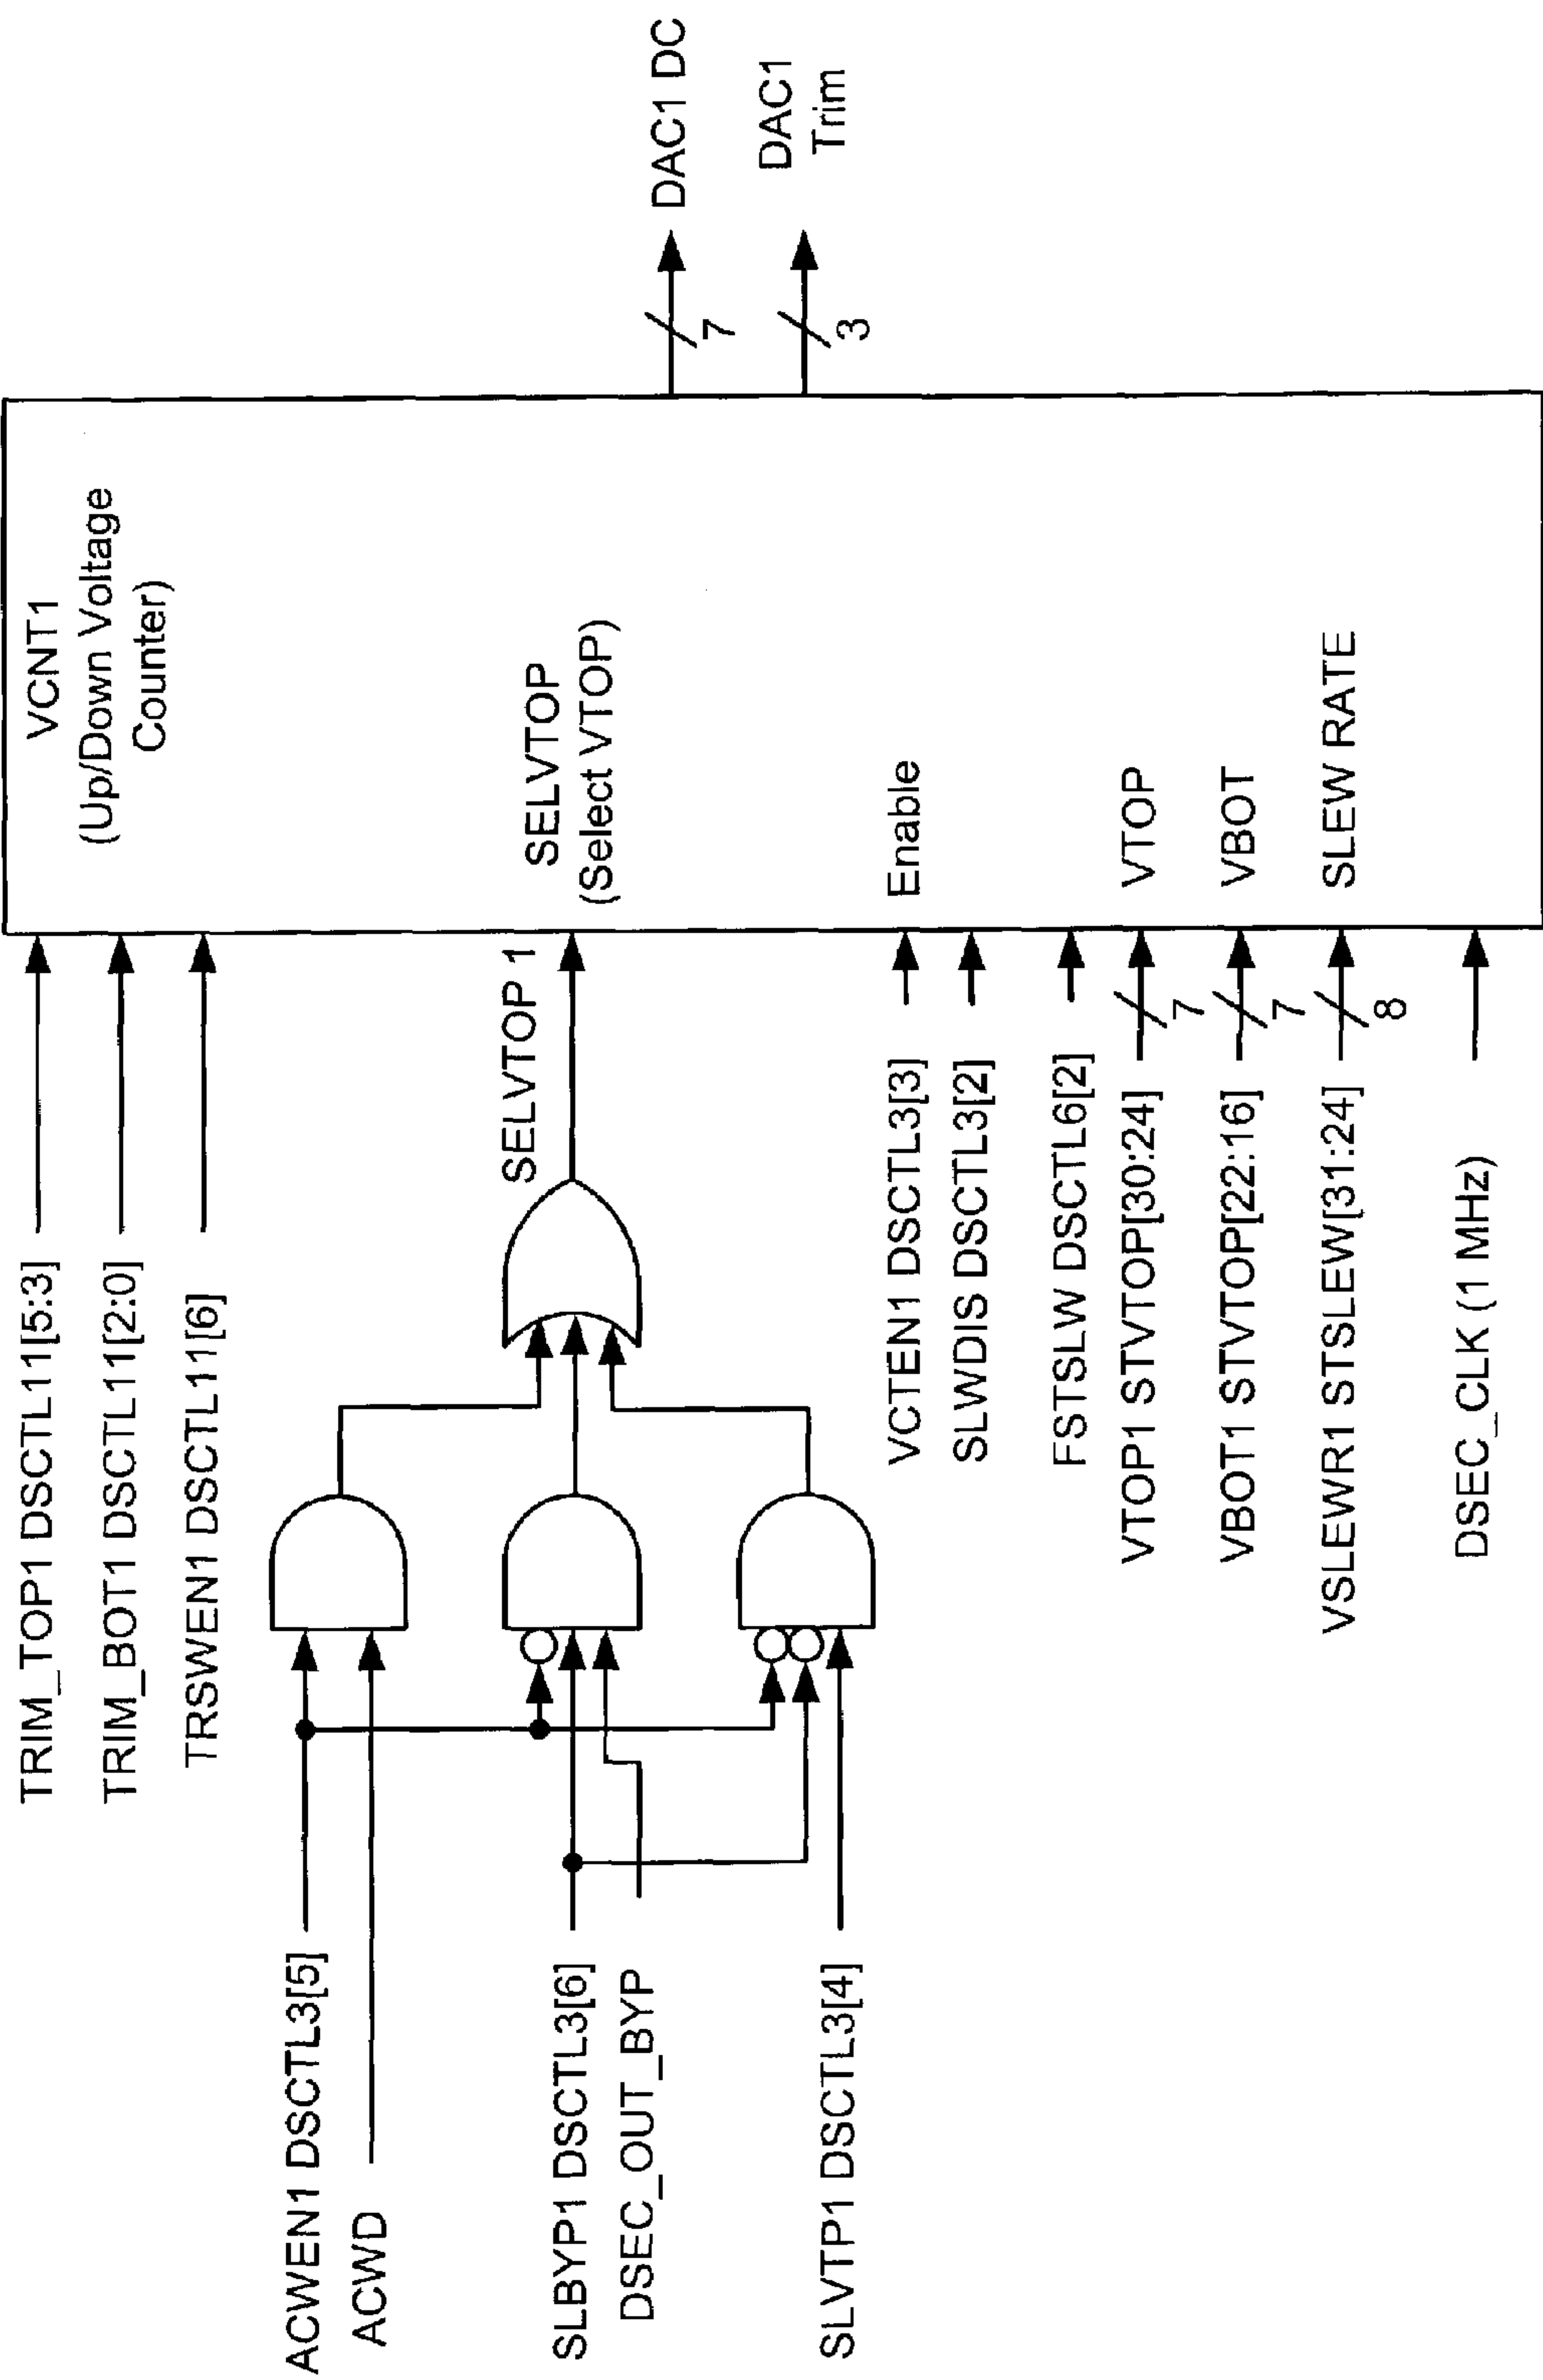 TRIM_TOP1 DSCTL11[5:3]
TRIM_BOT1 DSCTL11[2:0]
TRSWEN1 DSCTL11[6]
ACWEN1 DSCTL3[5]
ACWD
SLBYP1 DSCTL3[6]
DSEC_OUT_BYP
SLVTP1 DSCTL3[4]
SELVTOP 1
VCTEN1 DSCTL3[3]
SLWDIS DSCTL3[2]
FSTSLW DSCTL6[2]
VTOP1 STVTOP[30:24]
7
VBOT1 STVTOP[22:16]
7
VSLEWR1 STSLEW[31:24]
8
DSEC_CLK (1 MHz)
VCNT1
(Up/Down Voltage
Counter)
SELVTOP
(Select VTOP)
Enable
VTOP
VBOT
SLEW RATE
7
DAC1 DC
3
DAC1
Trim